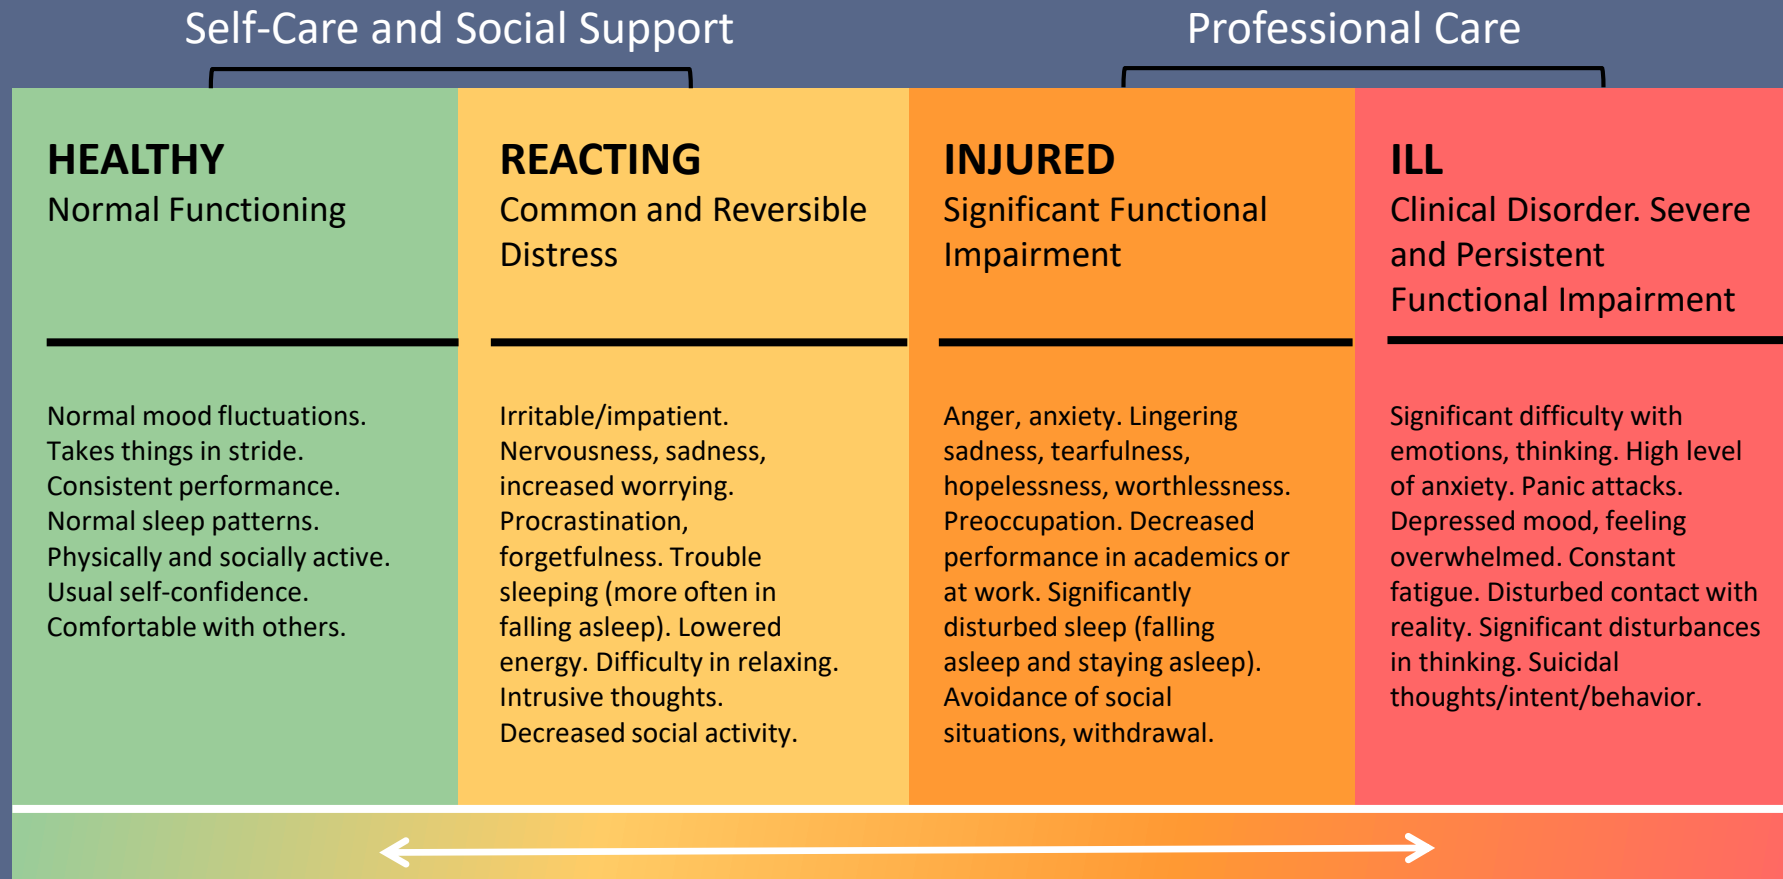 Self-Care and Social Support
Professional Care
HEALTHY
Normal Functioning
Normal mood fluctuations.
Takes things in stride.
Consistent performance.
Normal sleep patterns.
Physically and socially active.
Usual self-confidence.
Comfortable with others.
REACTING
Common and Reversible
Distress
Irritable/impatient.
Nervousness, sadness,
increased worrying.
Procrastination,
forgetfulness. Trouble
sleeping (more often in
falling asleep). Lowered
energy. Difficulty in relaxing.
Intrusive thoughts.
Decreased social activity.
INJURED
Significant Functional
Impairment
Anger, anxiety. Lingering
sadness, tearfulness,
hopelessness, worthlessness.
Preoccupation. Decreased
performance in academics or
at work. Significantly
disturbed sleep (falling
asleep and staying asleep).
Avoidance of social
situations, withdrawal.
ILL
Clinical Disorder. Severe
and Persistent
Functional Impairment
Significant difficulty with
emotions, thinking. High level
of anxiety. Panic attacks.
Depressed mood, feeling
overwhelmed. Constant
fatigue. Disturbed contact with
reality. Significant disturbances
in thinking. Suicidal
thoughts/intent/behavior.